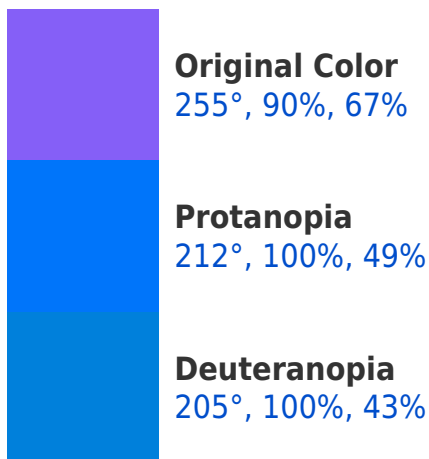 Original Color
255°, 90%, 67%
Protanopia
212°, 100%, 49%
Deuteranopia
205°, 100%, 43%